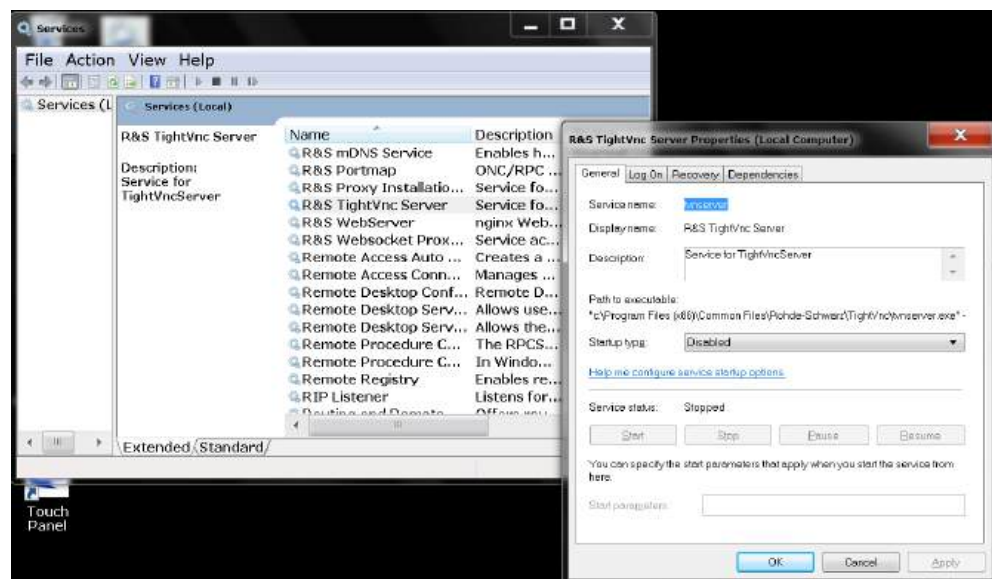 Services
File Action View Help
Services (L
Services (Local)
R&S TightVnc Server
Description:
Service for
TightVncServer
Name Description
R&S mDNS Service Enables h...
R&S Portmap ONC/RPC ...
R&S Proxy Installatio... Service fo...
R&S TightVnc Server Service fo...
R&S WebServer nginx Web...
R&S Websocket Prox... Service ac...
Remote Access Auto ... Creates a ...
Remote Access Conn... Manages ...
Remote Desktop Conf... Remote D...
Remote Desktop Serv... Allows use...
Remote Desktop Serv... Allows the...
Remote Procedure C... The RPCS...
Remote Procedure C... In Windo...
Remote Registry Enables re...
RIP Listener Listens for...
Extended Standard
Touch
Panel
R&S TightVnc Server Properties (Local Computer)
General Log On Recovery Dependencies
Service name: tvnserver
Display name: R&S TightVnc Server
Description: Service for TightVncServer
Path to executable:
"c:\Program Files (x86)\Common Files\Rohde-Schwarz\TightVnc\tvnserver.exe" -
Startup type: Disabled
Help me configure service startup options.
Service status: Stopped
Start Stop Pause Resume
You can specify the start parameters that apply when you start the service from
here.
Start parameters:
OK Cancel Apply